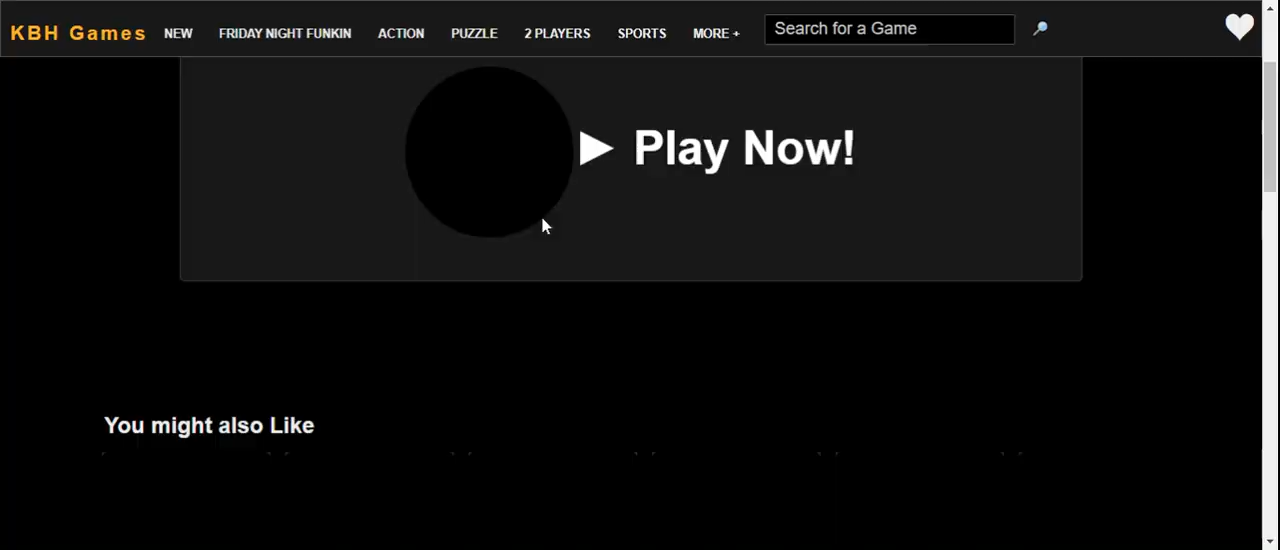 KBH Games NEW FRIDAY NIGHT FUNKIN ACTION PUZZLE 2 PLAYERS SPORTS MORE + Search for a Game
Play Now!
You might also Like